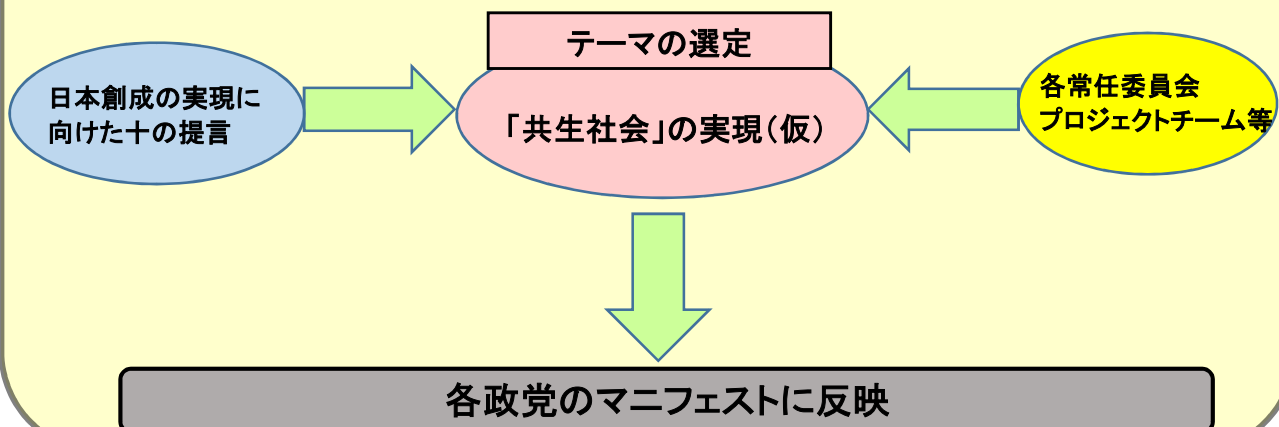 テーマの選定
日本創成の実現に
向けた十の提言
「共生社会」の実現（仮）
各常任委員会
プロジェクトチーム等
各政党のマニフェストに反映